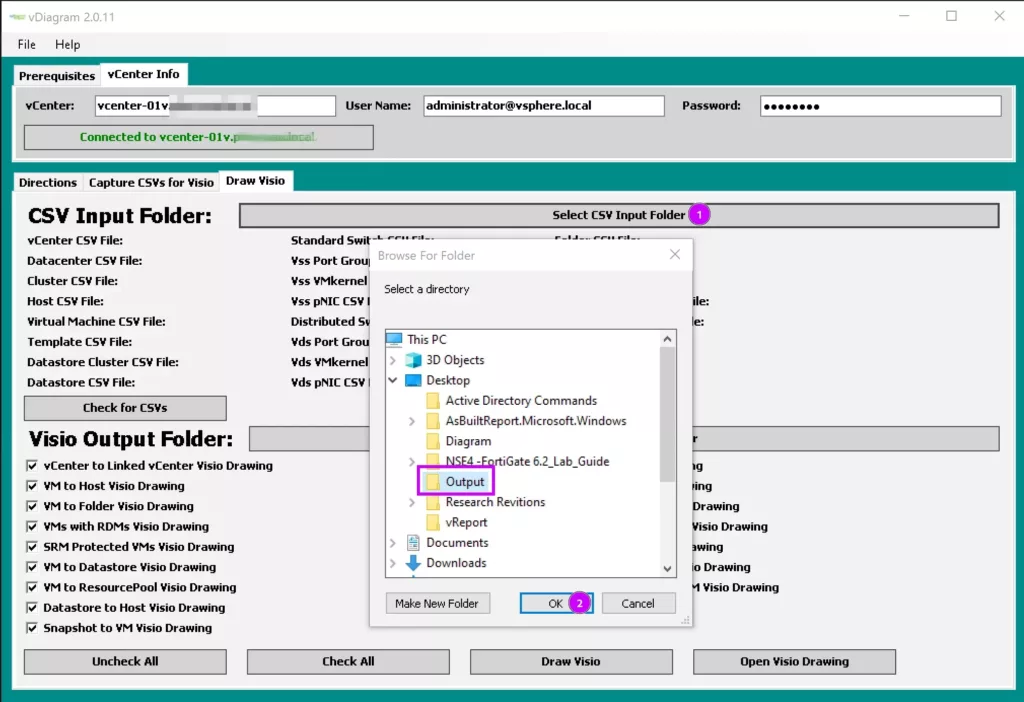 vDiagram 2.0.11
File Help
Prerequisites vCenter Info
vCenter: vcenter-01v. User Name: administrator@vsphere.local Password: ●●●●●●●●
Connected to vcenter-01v.
Directions Capture CSVs for Visio Draw Visio
CSV Input Folder: Select CSV Input Folder 1
vCenter CSV File: Standard Switch CSV File: Folder CSV File:
Datacenter CSV File: Vss Port Grou
Cluster CSV File: Vss VMkernel
Host CSV File: Vss pNIC CSV le:
Virtual Machine CSV File: Distributed Sw e:
Template CSV File: Vds Port Grou
Datastore Cluster CSV File: Vds VMkernel
Datastore CSV File: Vds pNIC CSV
Check for CSVs
Visio Output Folder: r
vCenter to Linked vCenter Visio Drawing ng
VM to Host Visio Drawing ing
VM to Folder Visio Drawing Drawing
VMs with RDMs Visio Drawing Visio Drawing
SRM Protected VMs Visio Drawing awing
VM to Datastore Visio Drawing o Drawing
VM to ResourcePool Visio Drawing M Visio Drawing
Datastore to Host Visio Drawing
Snapshot to VM Visio Drawing
Uncheck All Check All Draw Visio Open Visio Drawing
Browse For Folder
Select a directory
This PC
3D Objects
Desktop
Active Directory Commands
AsBuiltReport.Microsoft.Windows
Diagram
NSE4 -FortiGate 6.2_Lab_Guide
Output
Research Revitions
vReport
Documents
Downloads
Make New Folder OK 2 Cancel